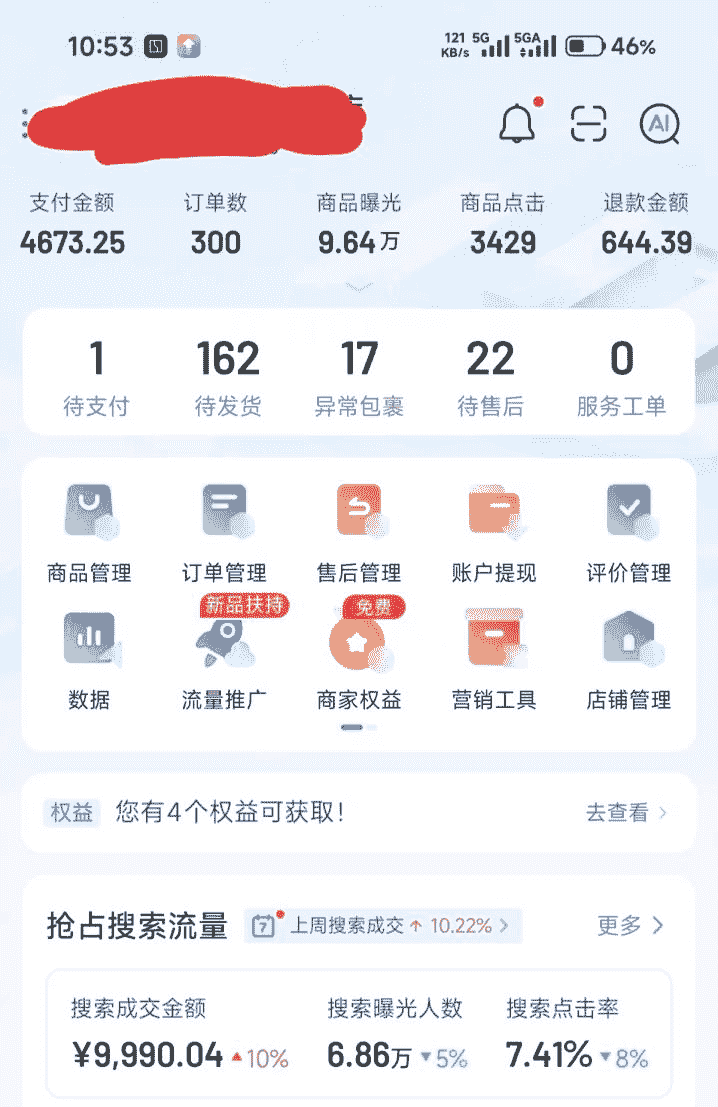 10:53 121 KB/s 5G 5GA 46%
AI
支付金额 订单数 商品曝光 商品点击 退款金额
4673.25 300 9.64万 3429 644.39
1 162 17 22 0
待支付 待发货 异常包裹 待售后 服务工单
商品管理 订单管理 售后管理 账户提现 评价管理
新品扶持 免费
数据 流量推广 商家权益 营销工具 店铺管理
权益 您有4个权益可获取! 去查看 >
抢占搜索流量 7 上周搜索成交↑10.22% > 更多 >
搜索成交金额 搜索曝光人数 搜索点击率
¥9,990.04 ▲10% 6.86万 ▼5% 7.41% ▼8%